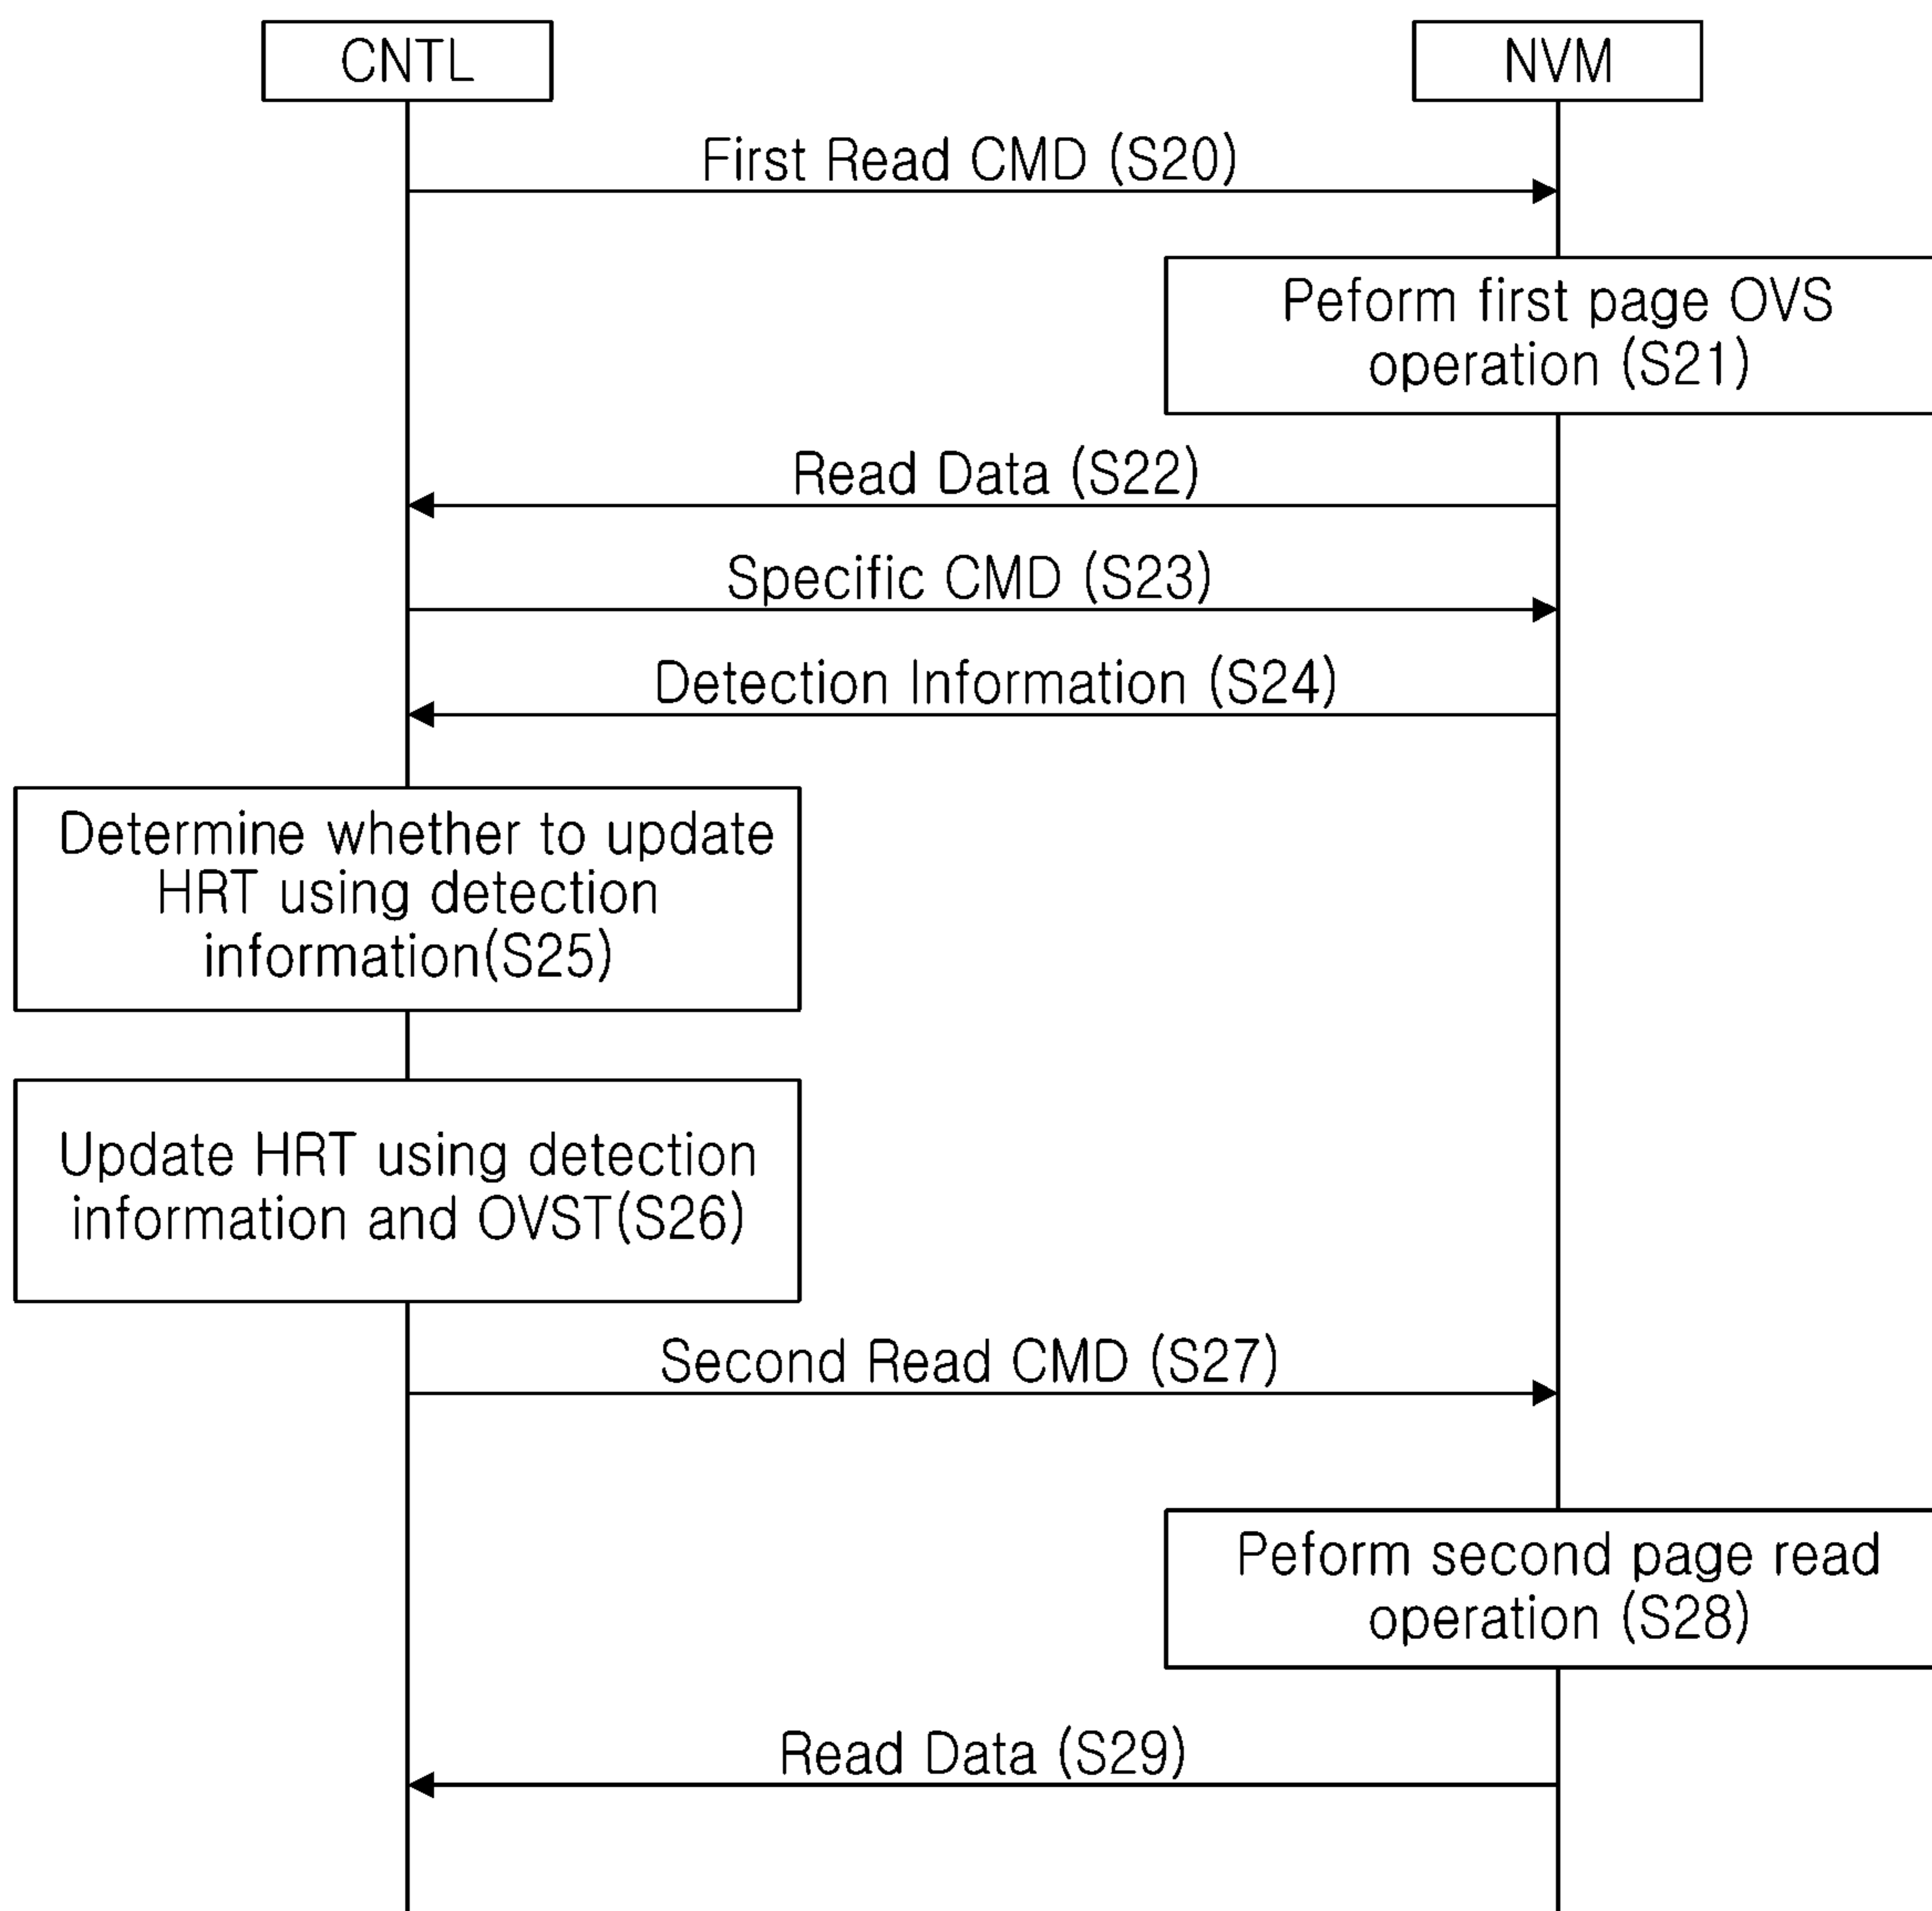 CNTL
NVM
First Read CMD (S20)
Peform first page OVS
operation (S21)
Read Data (S22)
Specific CMD (S23)
Detection Information (S24)
Determine whether to update
HRT using detection
information(S25)
Update HRT using detection
information and OVST(S26)
Second Read CMD (S27)
Peform second page read
operation (S28)
Read Data (S29)